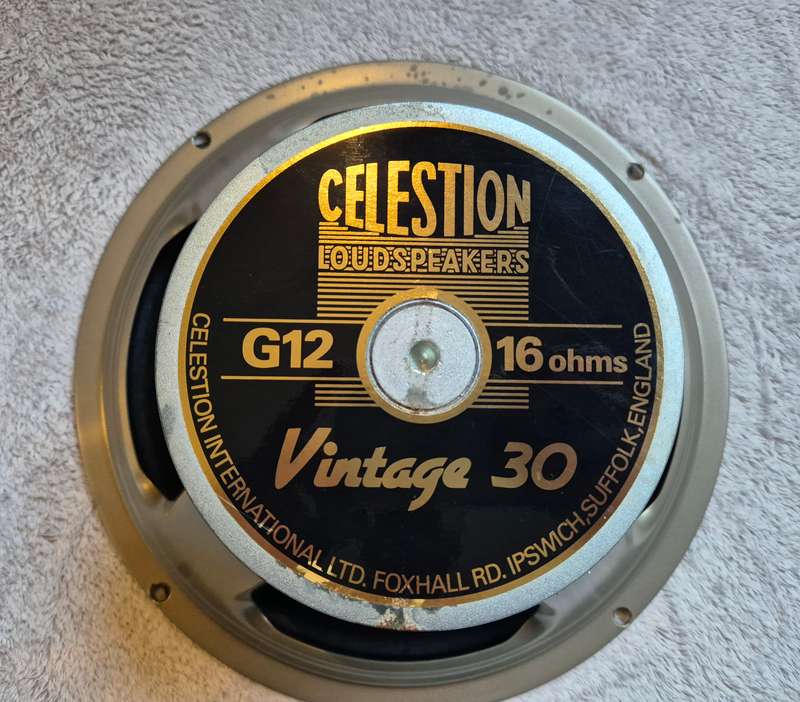 CELESTION
LOUDSPEAKERS
G12 16 ohms
Vintage 30
CELESTION INTERNATIONAL LTD. FOXHALL RD. IPSWICH,SUFFOLK,ENGLAND